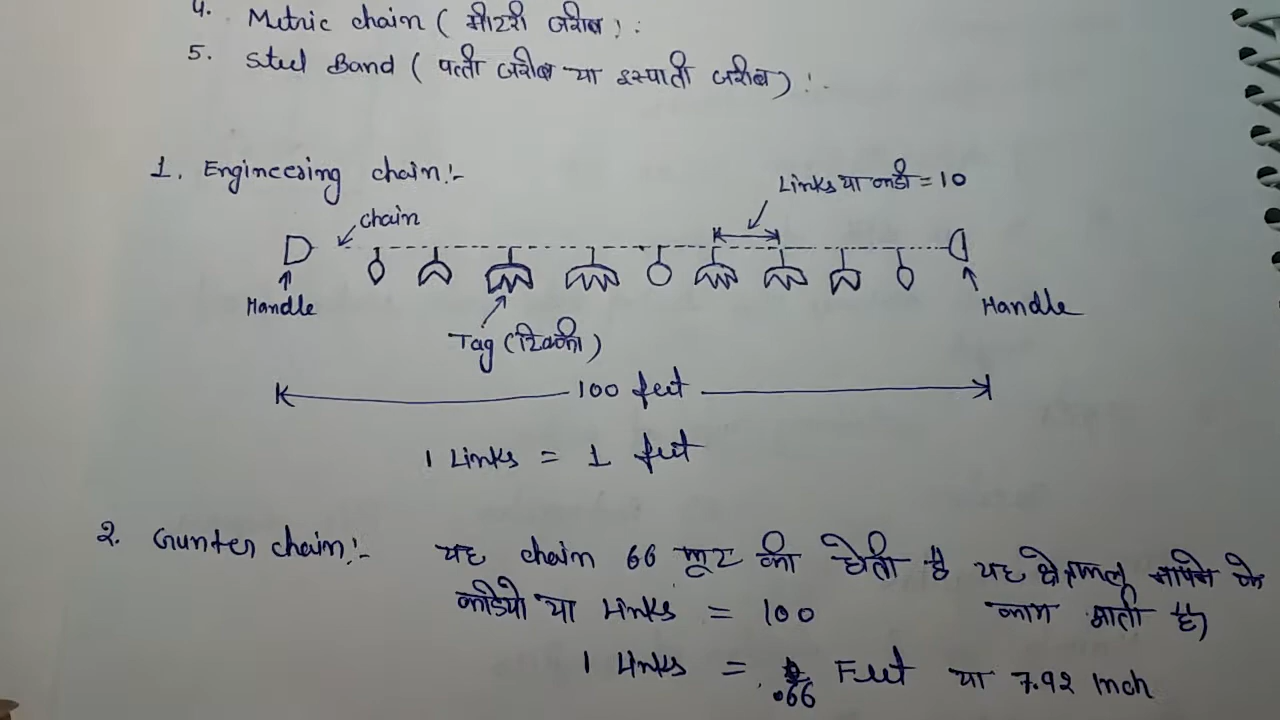 4. Metric chain ( मीटरी जरीब ) :
5. Steel Band ( पत्ती जरीब या इस्पाती जरीब ) :.
1. Engineering chain:-
Links या कडी = 10
chain
Handle
Handle
Tag (टिक्की)
100 feet
1 Links = 1 feet
2. Gunter chain:- यह chain 66 फूट की होती है यह क्षेत्रफल नापने के
कडियो या Links = 100 काम आती है)
1 Links = .66 Feet या 7.92 Inch